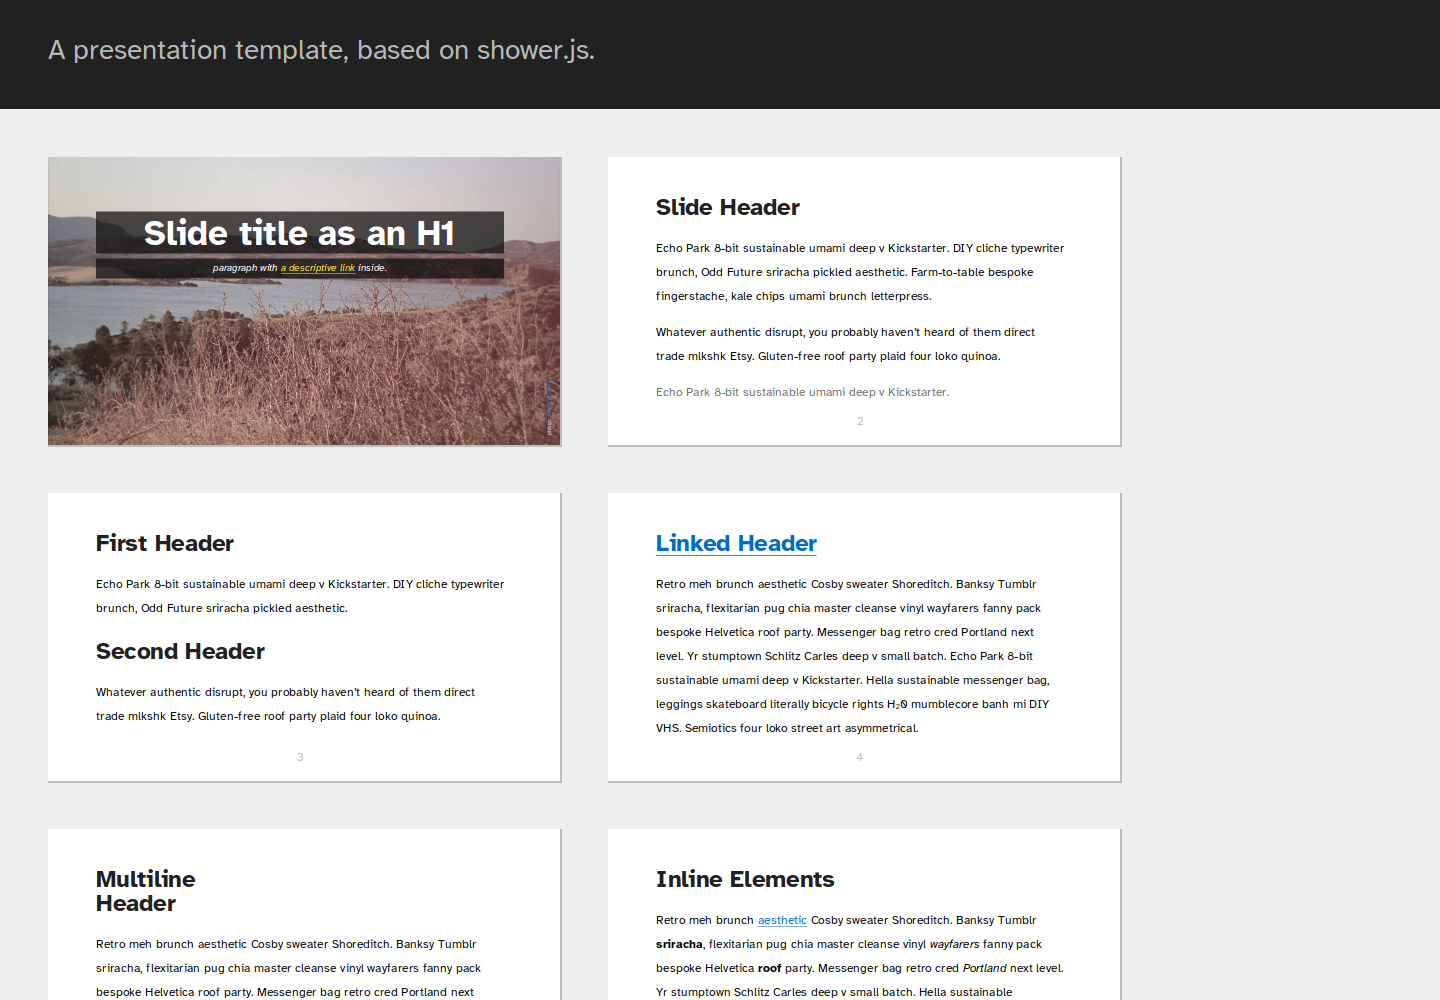 A presentation template, based on shower.js.
Slide title as an H1
paragraph with a descriptive link inside.
Slide Header
Echo Park 8-bit sustainable umami deep v Kickstarter. DIY cliche typewriter
brunch, Odd Future sriracha pickled aesthetic. Farm-to-table bespoke
fingerstache, kale chips umami brunch letterpress.
Whatever authentic disrupt, you probably haven't heard of them direct
trade mlkshk Etsy. Gluten-free roof party plaid four loko quinoa.
Echo Park 8-bit sustainable umami deep v Kickstarter.
2
First Header
Echo Park 8-bit sustainable umami deep v Kickstarter. DIY cliche typewriter
brunch, Odd Future sriracha pickled aesthetic.
Second Header
Whatever authentic disrupt, you probably haven't heard of them direct
trade mlkshk Etsy. Gluten-free roof party plaid four loko quinoa.
3
Linked Header
Retro meh brunch aesthetic Cosby sweater Shoreditch. Banksy Tumblr
sriracha, flexitarian pug chia master cleanse vinyl wayfarers fanny pack
bespoke Helvetica roof party. Messenger bag retro cred Portland next
level. Yr stumptown Schlitz Carles deep v small batch. Echo Park 8-bit
sustainable umami deep v Kickstarter. Hella sustainable messenger bag,
leggings skateboard literally bicycle rights H₂0 mumblecore banh mi DIY
VHS. Semiotics four loko street art asymmetrical.
4
Multiline
Header
Retro meh brunch aesthetic Cosby sweater Shoreditch. Banksy Tumblr
sriracha, flexitarian pug chia master cleanse vinyl wayfarers fanny pack
bespoke Helvetica roof party. Messenger bag retro cred Portland next
Inline Elements
Retro meh brunch aesthetic Cosby sweater Shoreditch. Banksy Tumblr
sriracha, flexitarian pug chia master cleanse vinyl wayfarers fanny pack
bespoke Helvetica roof party. Messenger bag retro cred Portland next level.
Yr stumptown Schlitz Carles deep v small batch. Hella sustainable